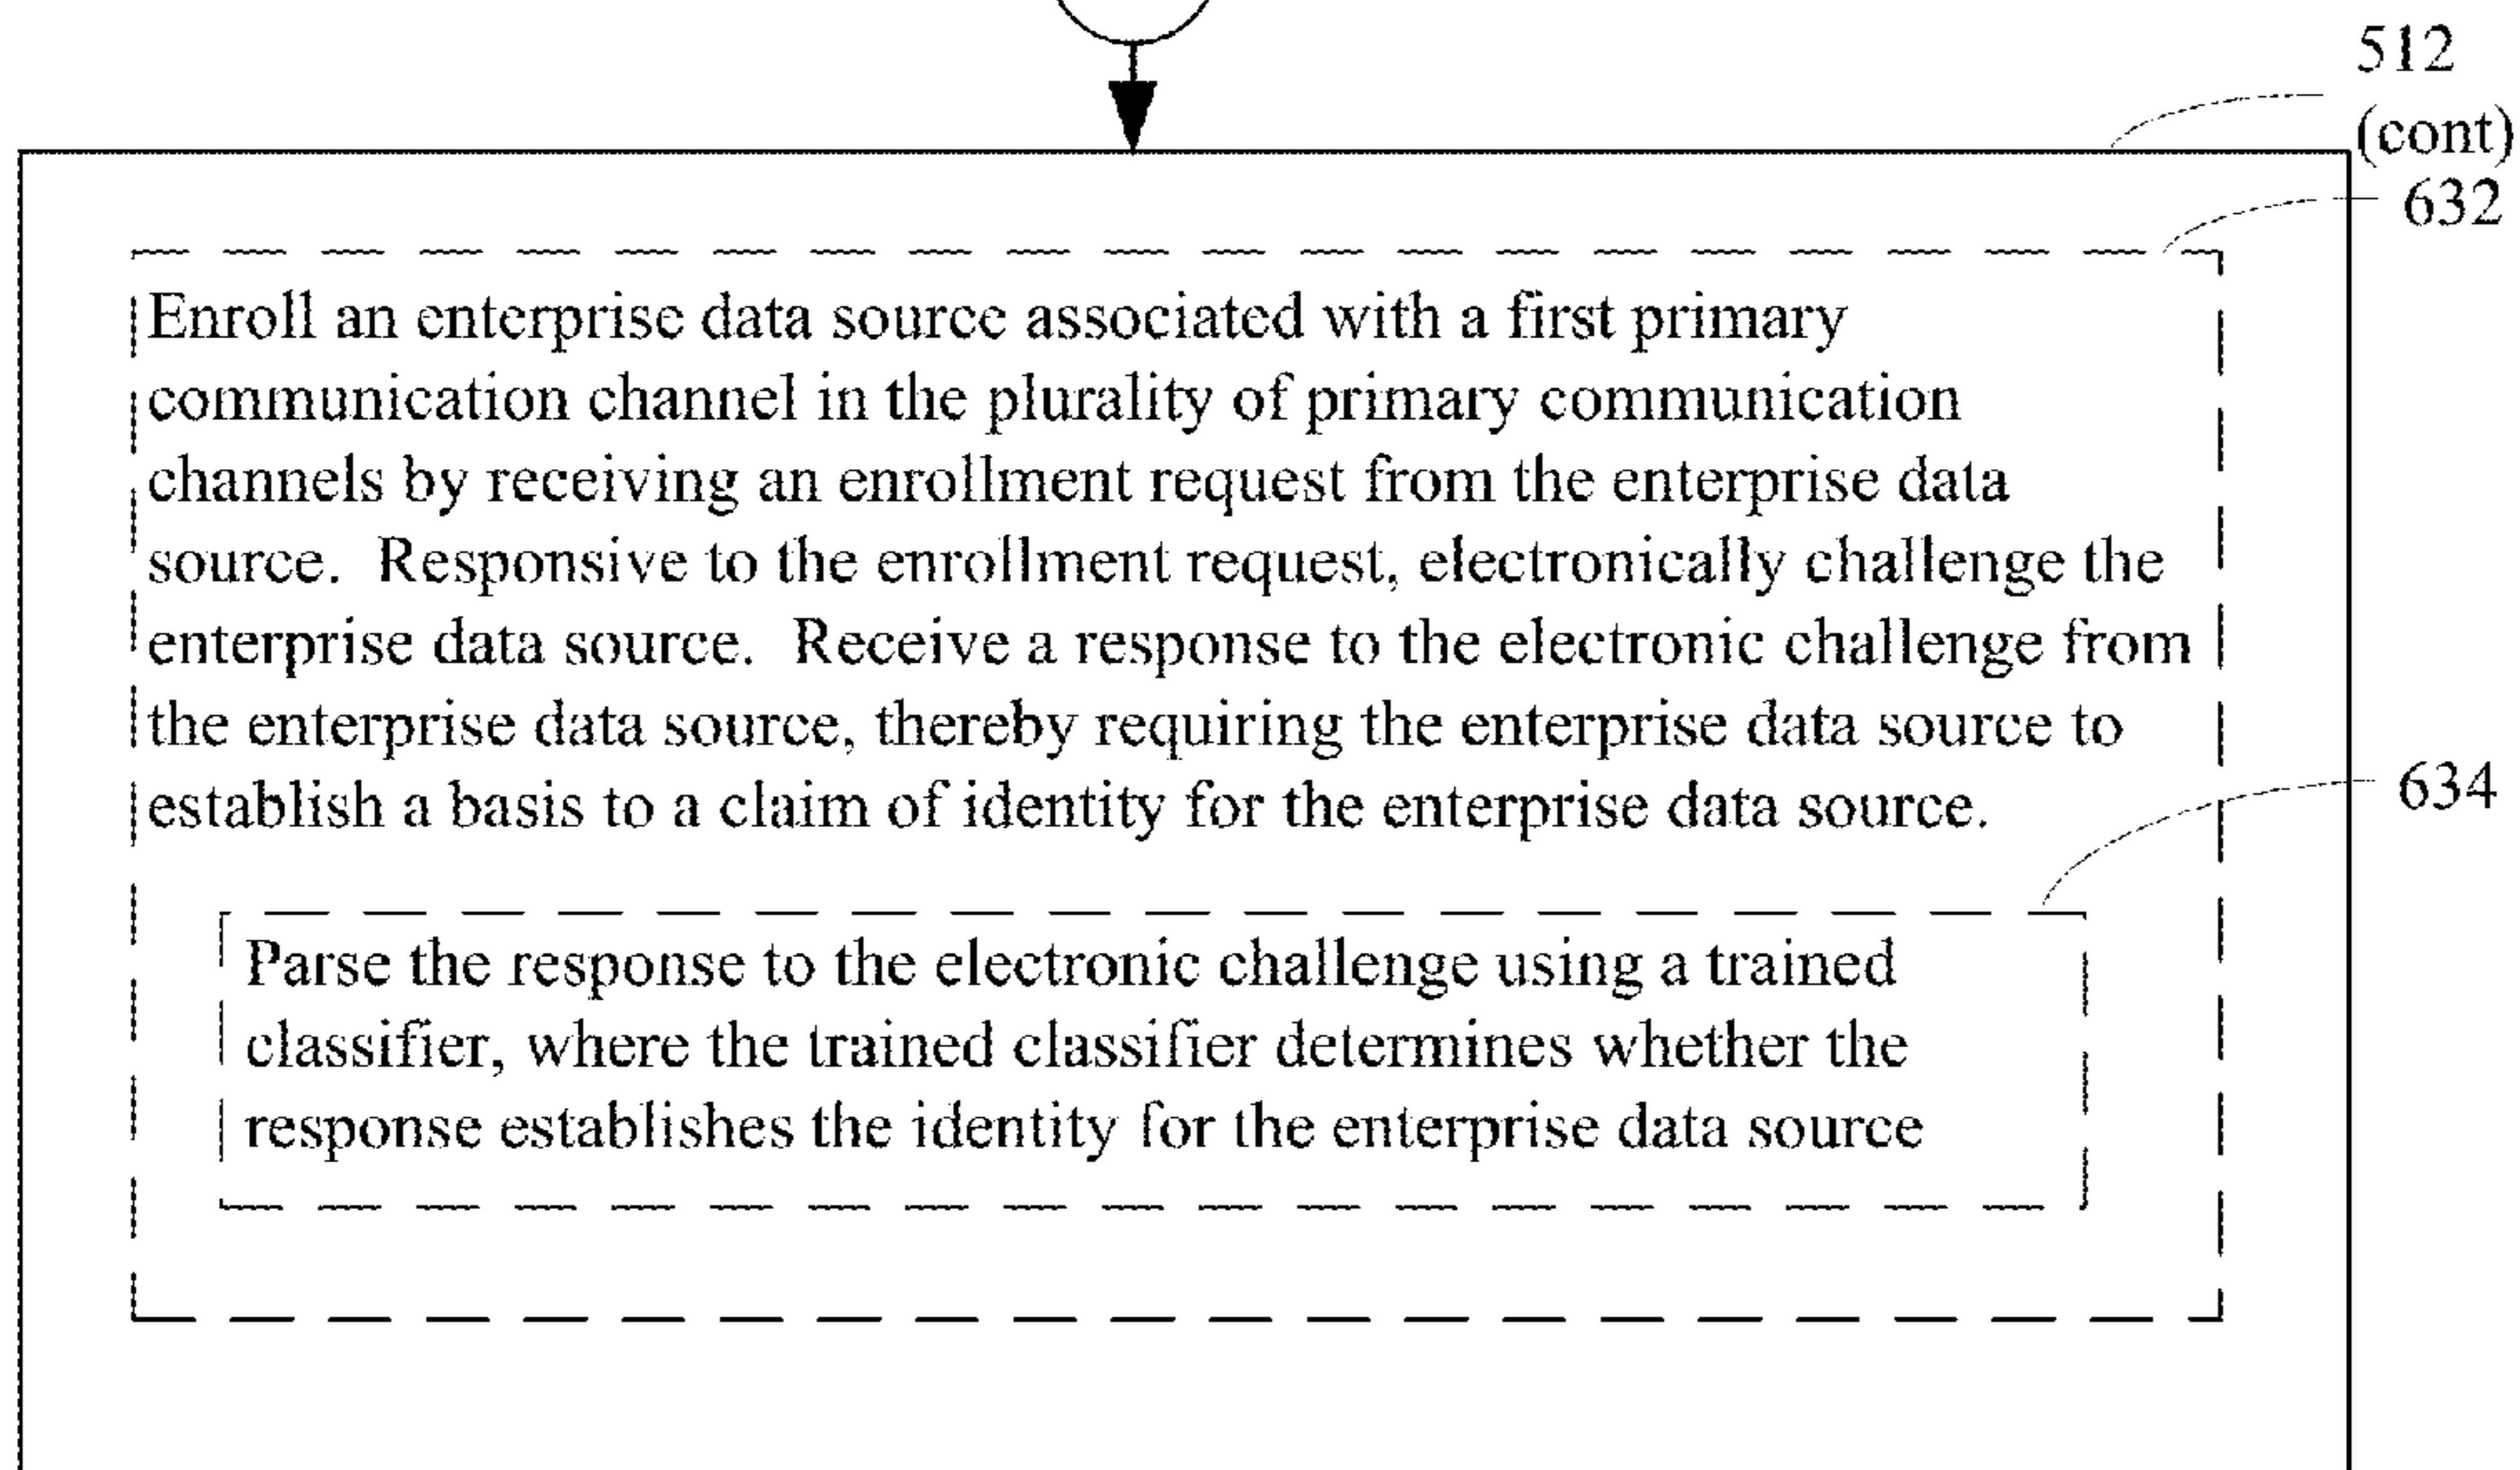 512
(cont)
632
Enroll an enterprise data source associated with a first primary
communication channel in the plurality of primary communication
channels by receiving an enrollment request from the enterprise data
source.  Responsive to the enrollment request, electronically challenge the
enterprise data source.  Receive a response to the electronic challenge from
the enterprise data source, thereby requiring the enterprise data source to
establish a basis to a claim of identity for the enterprise data source.
634
Parse the response to the electronic challenge using a trained
classifier, where the trained classifier determines whether the
response establishes the identity for the enterprise data source